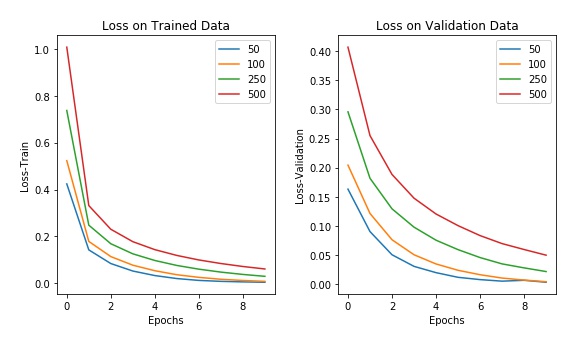 Loss on Trained Data
Loss-Train
1.0
0.8
0.6
0.4
0.2
0.0
0 2 4 6 8
Epochs
50
100
250
500
Loss on Validation Data
Loss-Validation
0.40
0.35
0.30
0.25
0.20
0.15
0.10
0.05
0.00
0 2 4 6 8
Epochs
50
100
250
500